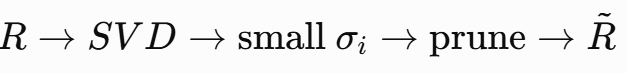 R → SVD → small σᵢ → prune → R̃